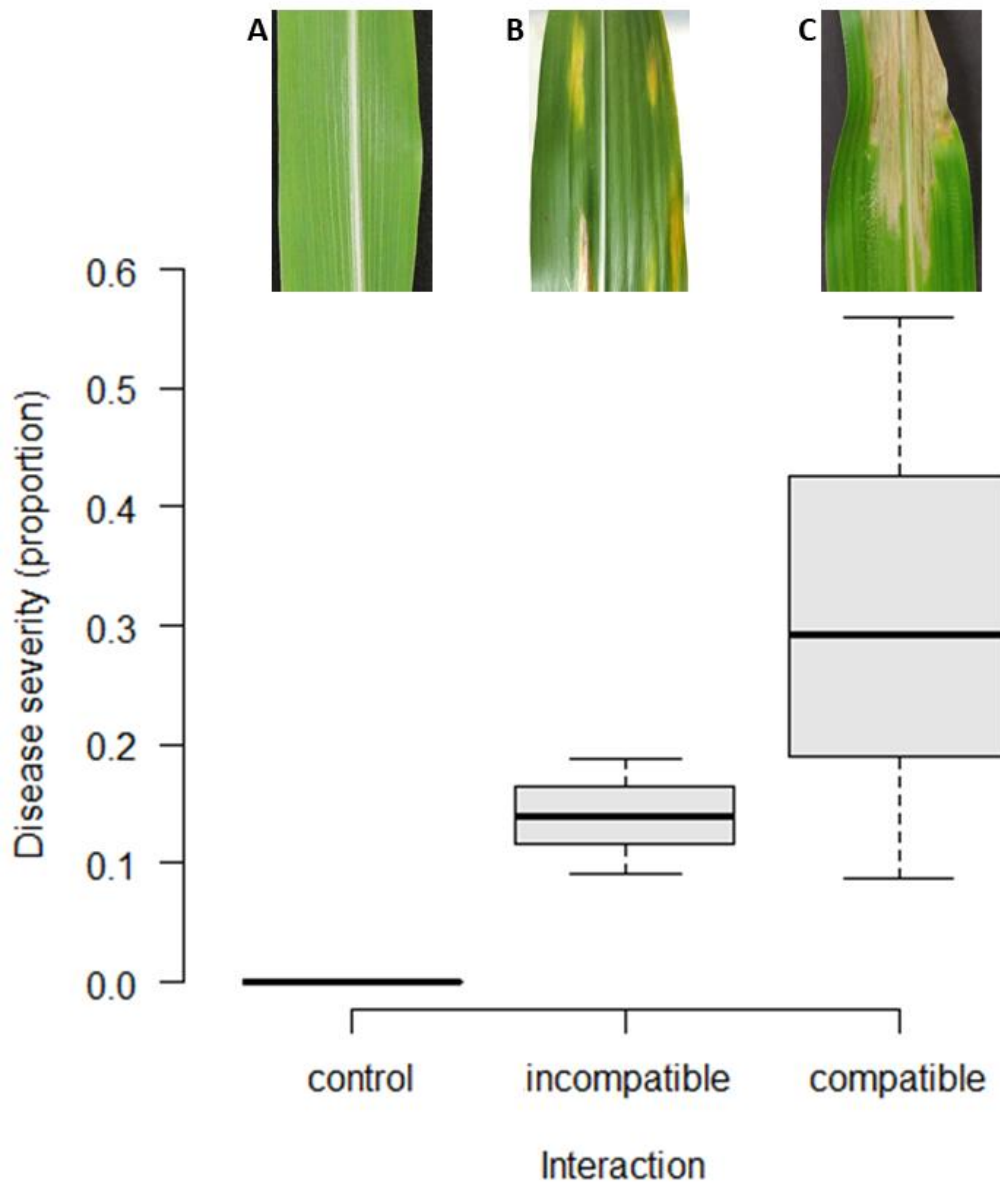 A B C
0.6
0.5
0.4
0.3
0.2
0.1
0.0
Disease severity (proportion)
control incompatible compatible
Interaction